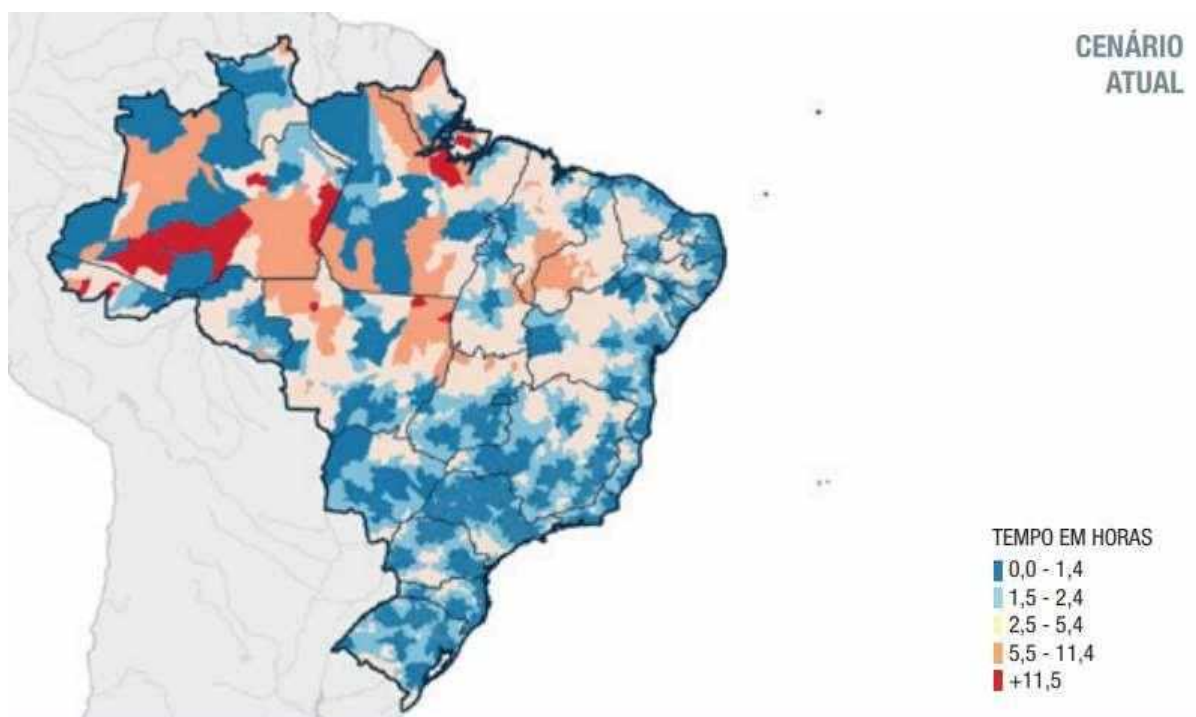 CENÁRIO
ATUAL
TEMPO EM HORAS
0,0 - 1,4
1,5 - 2,4
2,5 - 5,4
5,5 - 11,4
+11,5